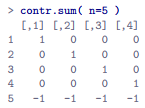 > contr.sum( n=5 )
[,1] [,2] [,3] [,4]
1 1 0 0 0
2 0 1 0 0
3 0 0 1 0
4 0 0 0 1
5 -1 -1 -1 -1